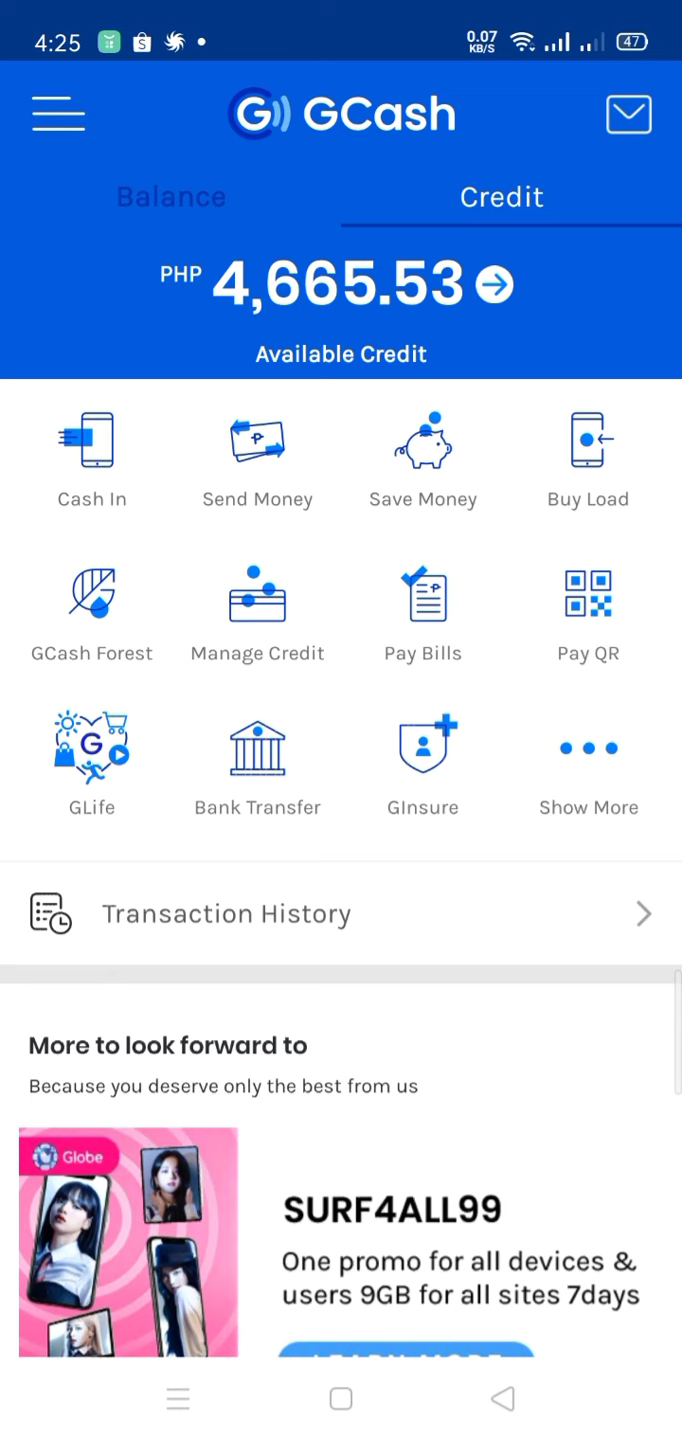 4:25
0.07
KB/S
47
GCash
Balance
Credit
PHP 4,665.53
Available Credit
Cash In
Send Money
Save Money
Buy Load
GCash Forest
Manage Credit
Pay Bills
Pay QR
G
GLife
Bank Transfer
GInsure
Show More
Transaction History
More to look forward to
Because you deserve only the best from us
Globe
SURF4ALL99
One promo for all devices &
users 9GB for all sites 7days
LEARN MORE